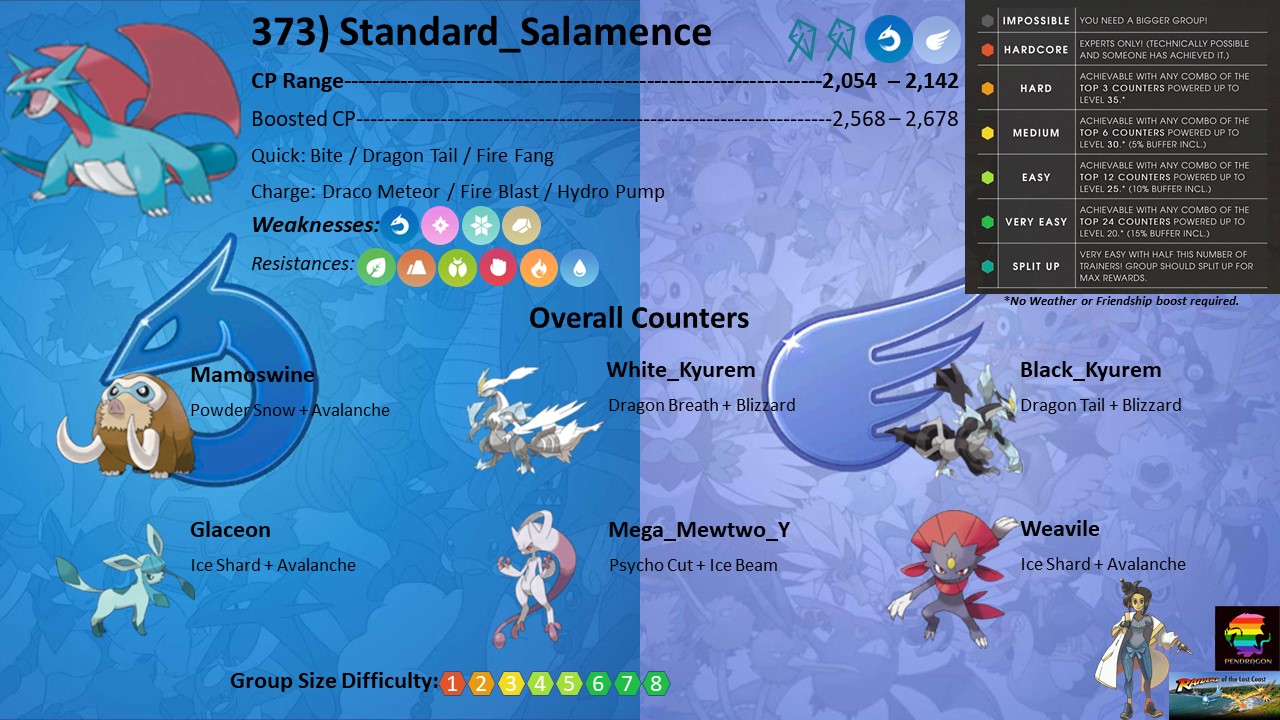 373) Standard_Salamence
CP Range--------------------------------------------------------------------2,054 – 2,142
Boosted CP--------------------------------------------------------------------2,568 – 2,678
Quick: Bite / Dragon Tail / Fire Fang
Charge: Draco Meteor / Fire Blast / Hydro Pump
Weaknesses:
Resistances:
IMPOSSIBLE YOU NEED A BIGGER GROUP!
HARDCORE EXPERTS ONLY! (TECHNICALLY POSSIBLE
AND SOMEONE HAS ACHIEVED IT.)
HARD ACHIEVABLE WITH ANY COMBO OF THE
TOP 3 COUNTERS POWERED UP TO
LEVEL 35.*
MEDIUM ACHIEVABLE WITH ANY COMBO OF THE
TOP 6 COUNTERS POWERED UP TO
LEVEL 30.* (5% BUFFER INCL.)
EASY ACHIEVABLE WITH ANY COMBO OF THE
TOP 12 COUNTERS POWERED UP TO
LEVEL 25.* (10% BUFFER INCL.)
VERY EASY ACHIEVABLE WITH ANY COMBO OF THE
TOP 24 COUNTERS POWERED UP TO
LEVEL 20.* (15% BUFFER INCL.)
SPLIT UP VERY EASY WITH HALF THIS NUMBER OF
TRAINERS! GROUP SHOULD SPLIT UP FOR
MAX REWARDS.
*No Weather or Friendship boost required.
Overall Counters
Mamoswine
Powder Snow + Avalanche
White_Kyurem
Dragon Breath + Blizzard
Black_Kyurem
Dragon Tail + Blizzard
Glaceon
Ice Shard + Avalanche
Mega_Mewtwo_Y
Psycho Cut + Ice Beam
Weavile
Ice Shard + Avalanche
Group Size Difficulty: 1 2 3 4 5 6 7 8
PENDRAGON
RAIDERS of the Lost Coast